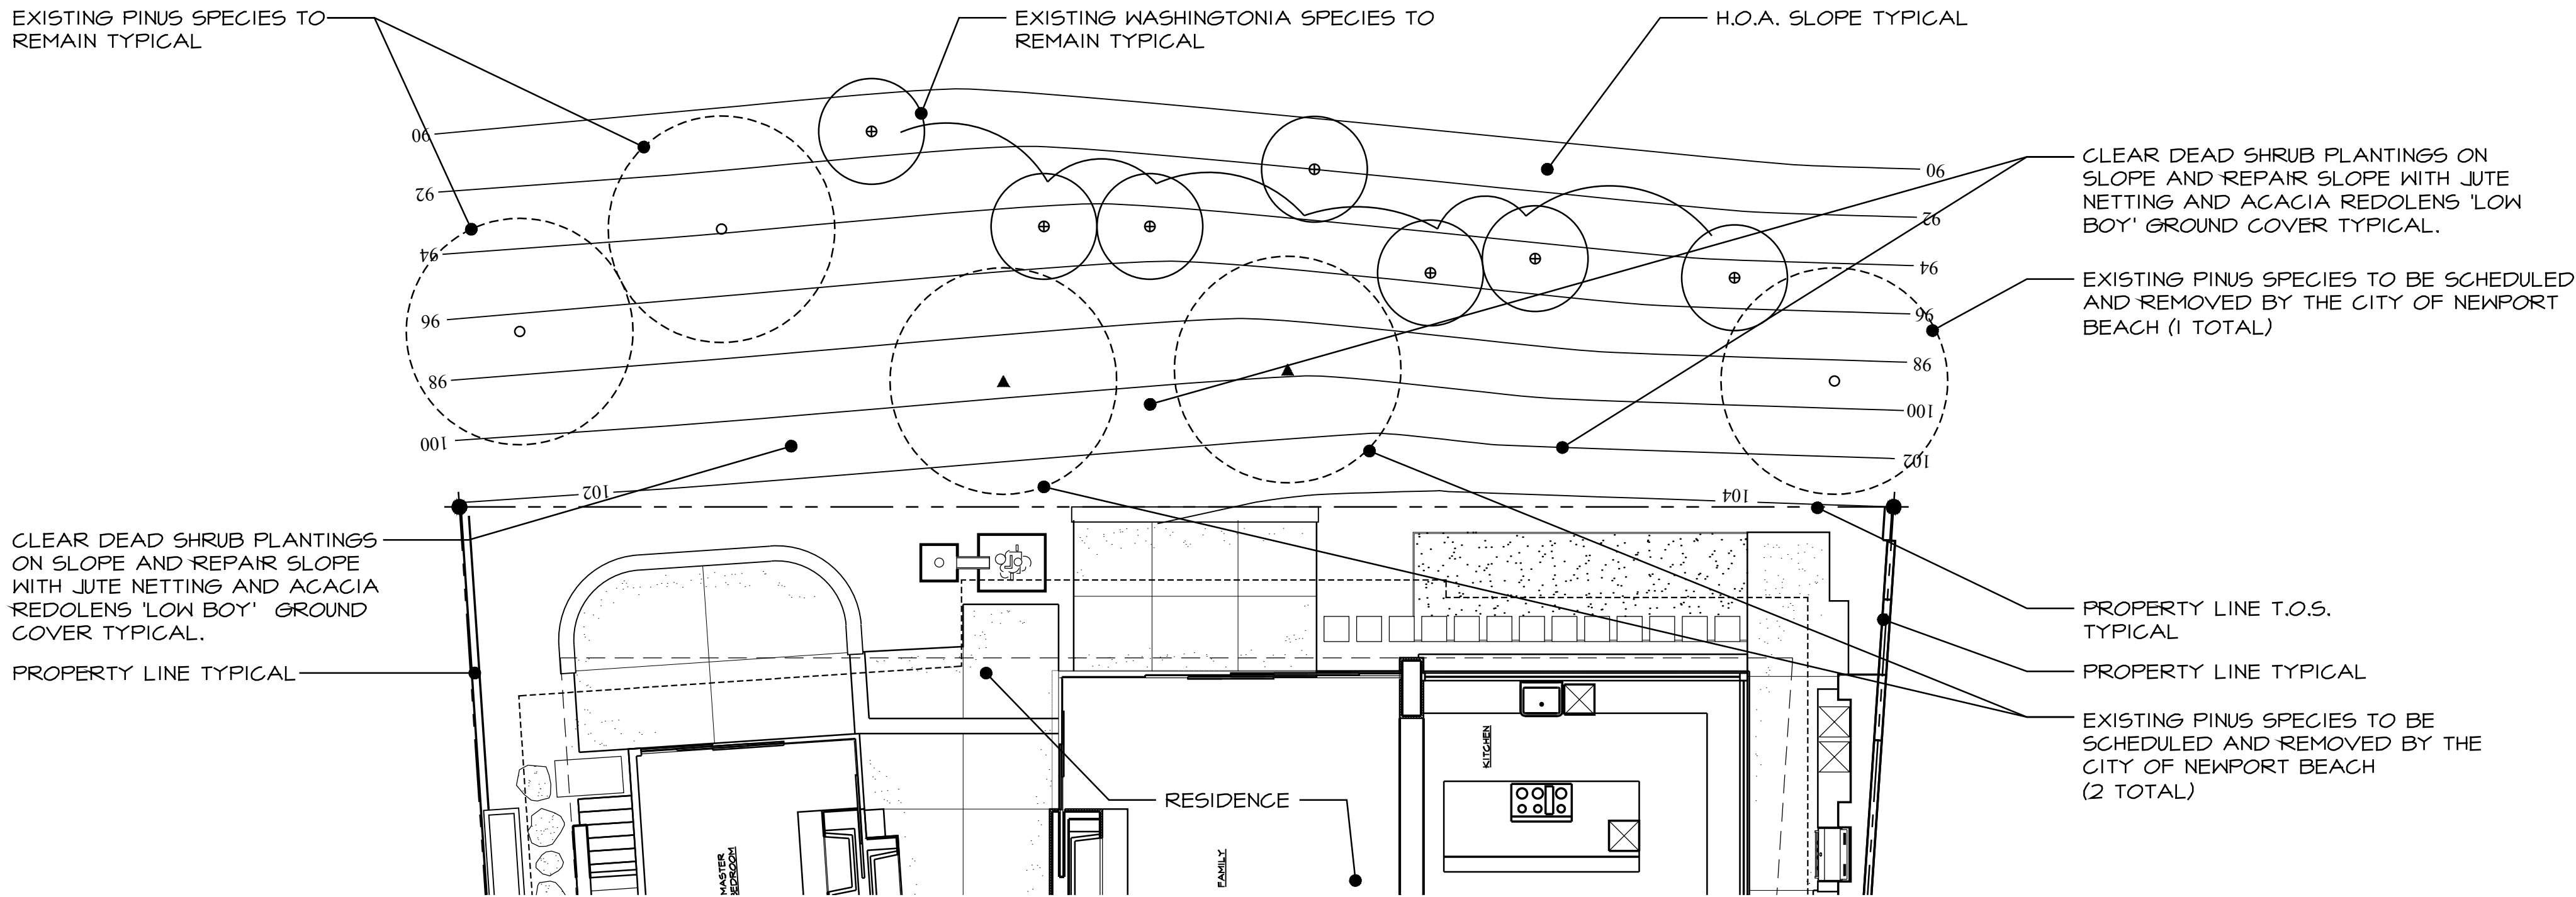 EXISTING PINUS SPECIES TO
REMAIN TYPICAL
EXISTING WASHINGTONIA SPECIES TO
REMAIN TYPICAL
H.O.A. SLOPE TYPICAL
CLEAR DEAD SHRUB PLANTINGS ON
SLOPE AND REPAIR SLOPE WITH JUTE
NETTING AND ACACIA REDOLENS 'LOW
BOY' GROUND COVER TYPICAL.
EXISTING PINUS SPECIES TO BE SCHEDULED
AND REMOVED BY THE CITY OF NEWPORT
BEACH (1 TOTAL)
90
92
94
96
98
100
102
90
92
94
96
98
100
102
104
CLEAR DEAD SHRUB PLANTINGS
ON SLOPE AND REPAIR SLOPE
WITH JUTE NETTING AND ACACIA
REDOLENS 'LOW BOY'  GROUND
COVER TYPICAL.
PROPERTY LINE TYPICAL
PROPERTY LINE T.O.S.
TYPICAL
PROPERTY LINE TYPICAL
EXISTING PINUS SPECIES TO BE
SCHEDULED AND REMOVED BY THE
CITY OF NEWPORT BEACH
(2 TOTAL)
RESIDENCE
KITCHEN
FAMILY
MASTER
BEDROOM